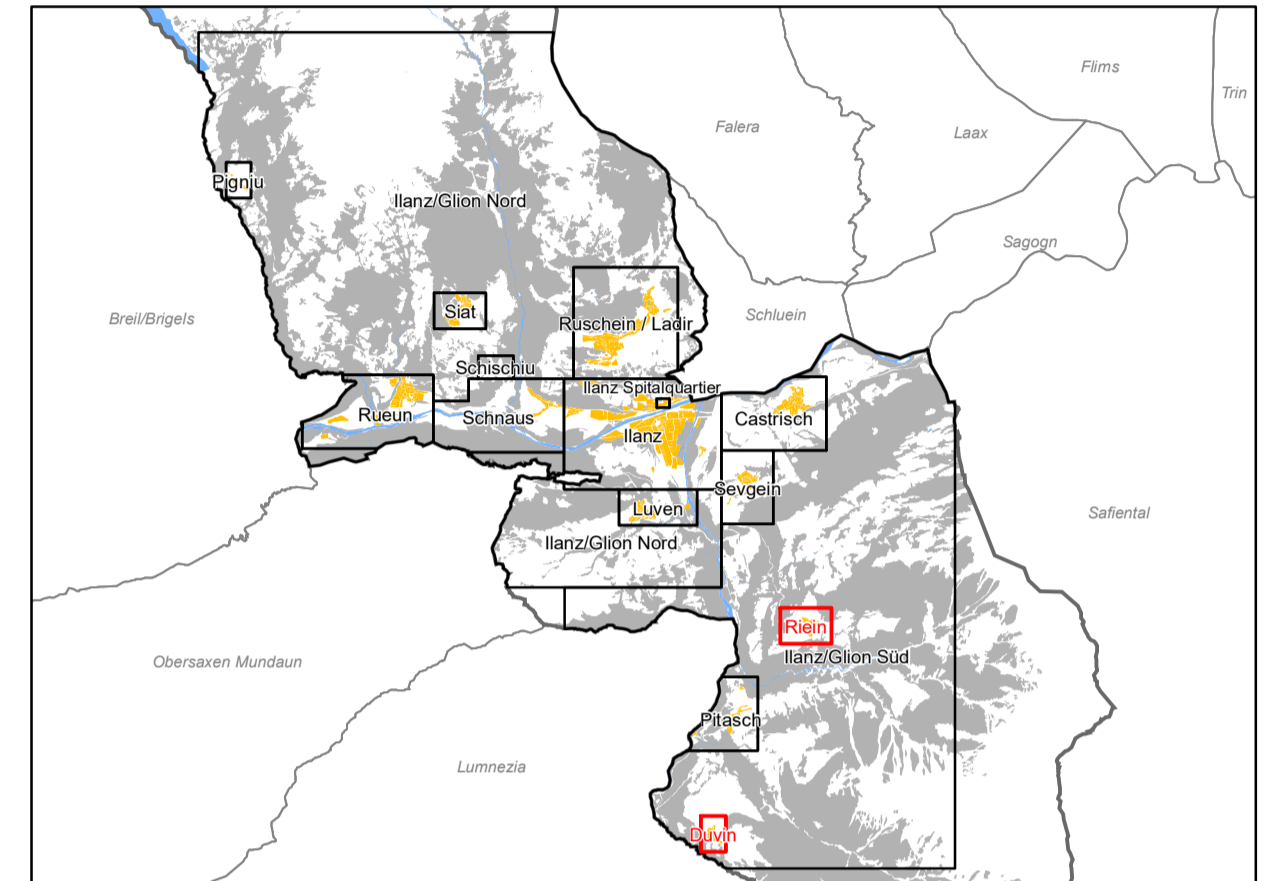 Flims
Trin
Falera
Laax
Pigniu
Ilanz/Glion Nord
Sagogn
Breil/Brigels
Siat
Schluein
Ruschein / Ladir
Schischiu
Ilanz Spitalquartier
Rueun
Schnaus
Castrisch
Ilanz
Sevgein
Luven
Safiental
Ilanz/Glion Nord
Riein
Ilanz/Glion Süd
Obersaxen Mundaun
Pitasch
Lumnezia
Duvin